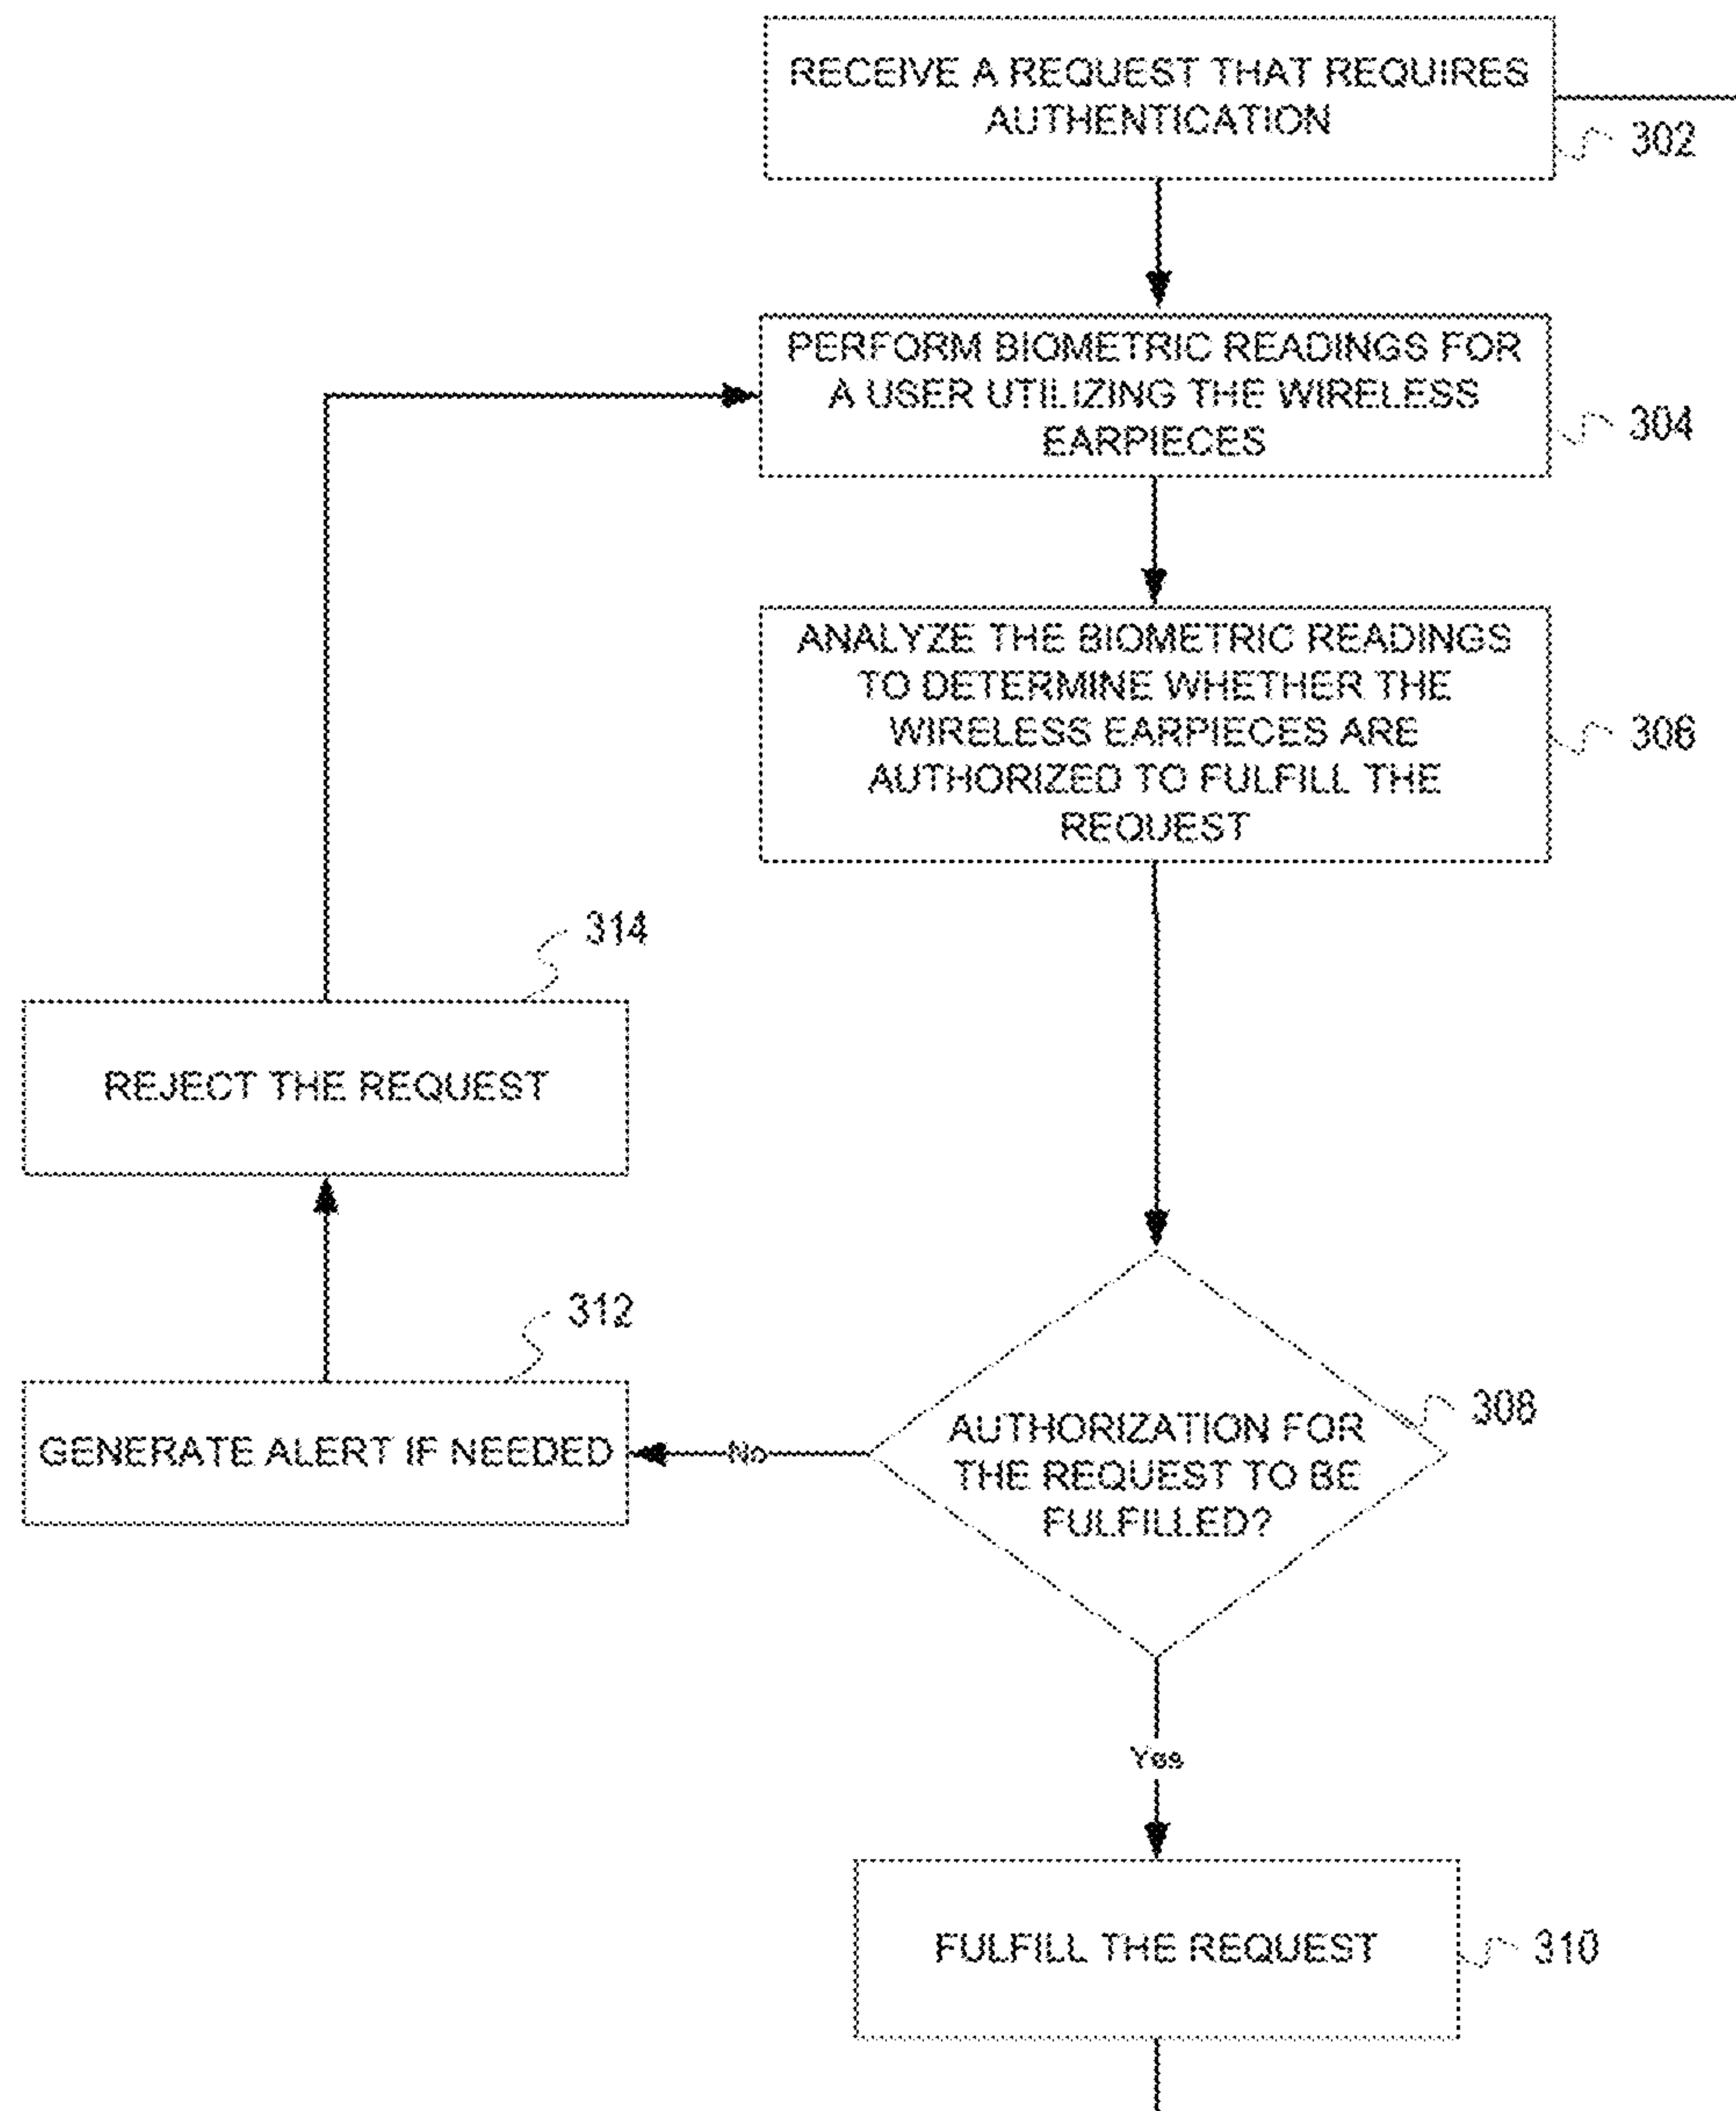 RECEIVE A REQUEST THAT REQUIRES
AUTHENTICATION
302
PERFORM BIOMETRIC READINGS FOR
A USER UTILIZING THE WIRELESS
EARPIECES
304
ANALYZE THE BIOMETRIC READINGS
TO DETERMINE WHETHER THE
WIRELESS EARPIECES ARE
AUTHORIZED TO FULFILL THE
REQUEST
306
314
REJECT THE REQUEST
312
GENERATE ALERT IF NEEDED
No
AUTHORIZATION FOR
THE REQUEST TO BE
FULFILLED?
308
Yes
FULFILL THE REQUEST
310